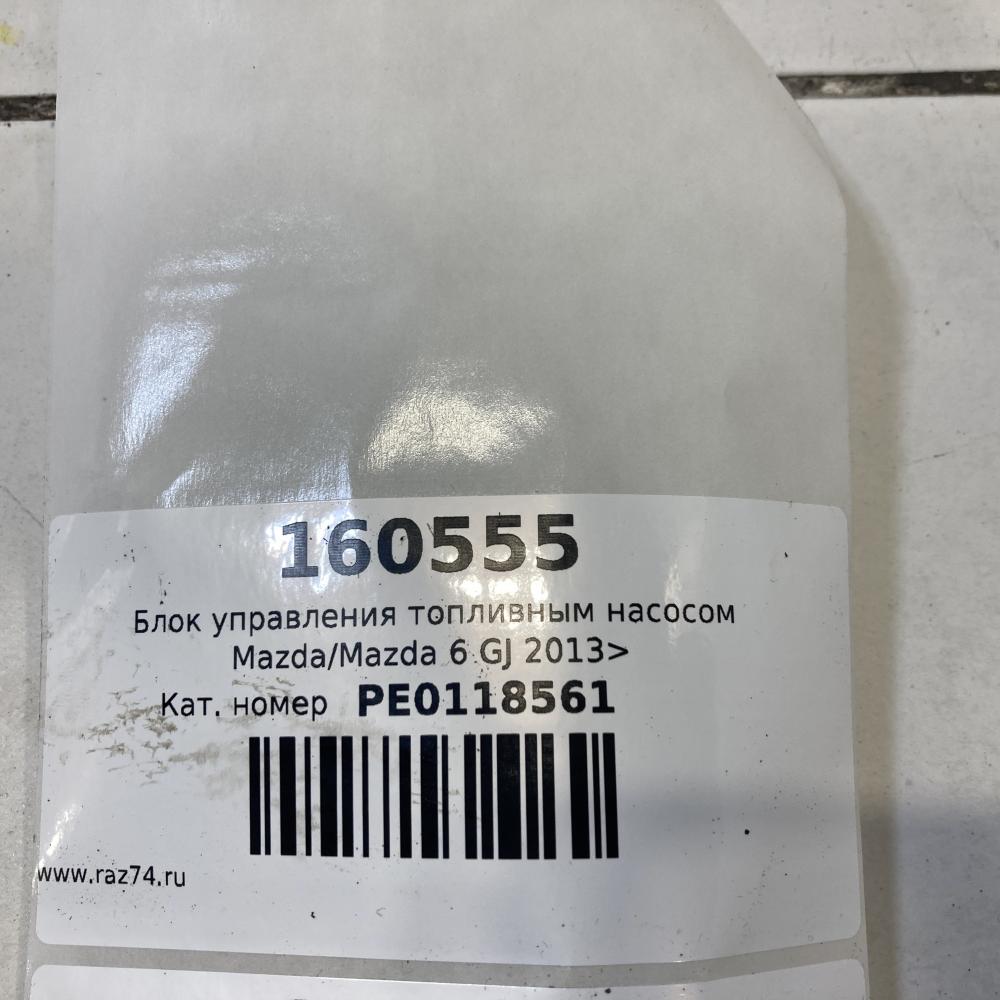 160555
Блок управления топливным насосом
Mazda/Mazda 6 GJ 2013>
Кат. номер PE0118561
www.raz74.ru